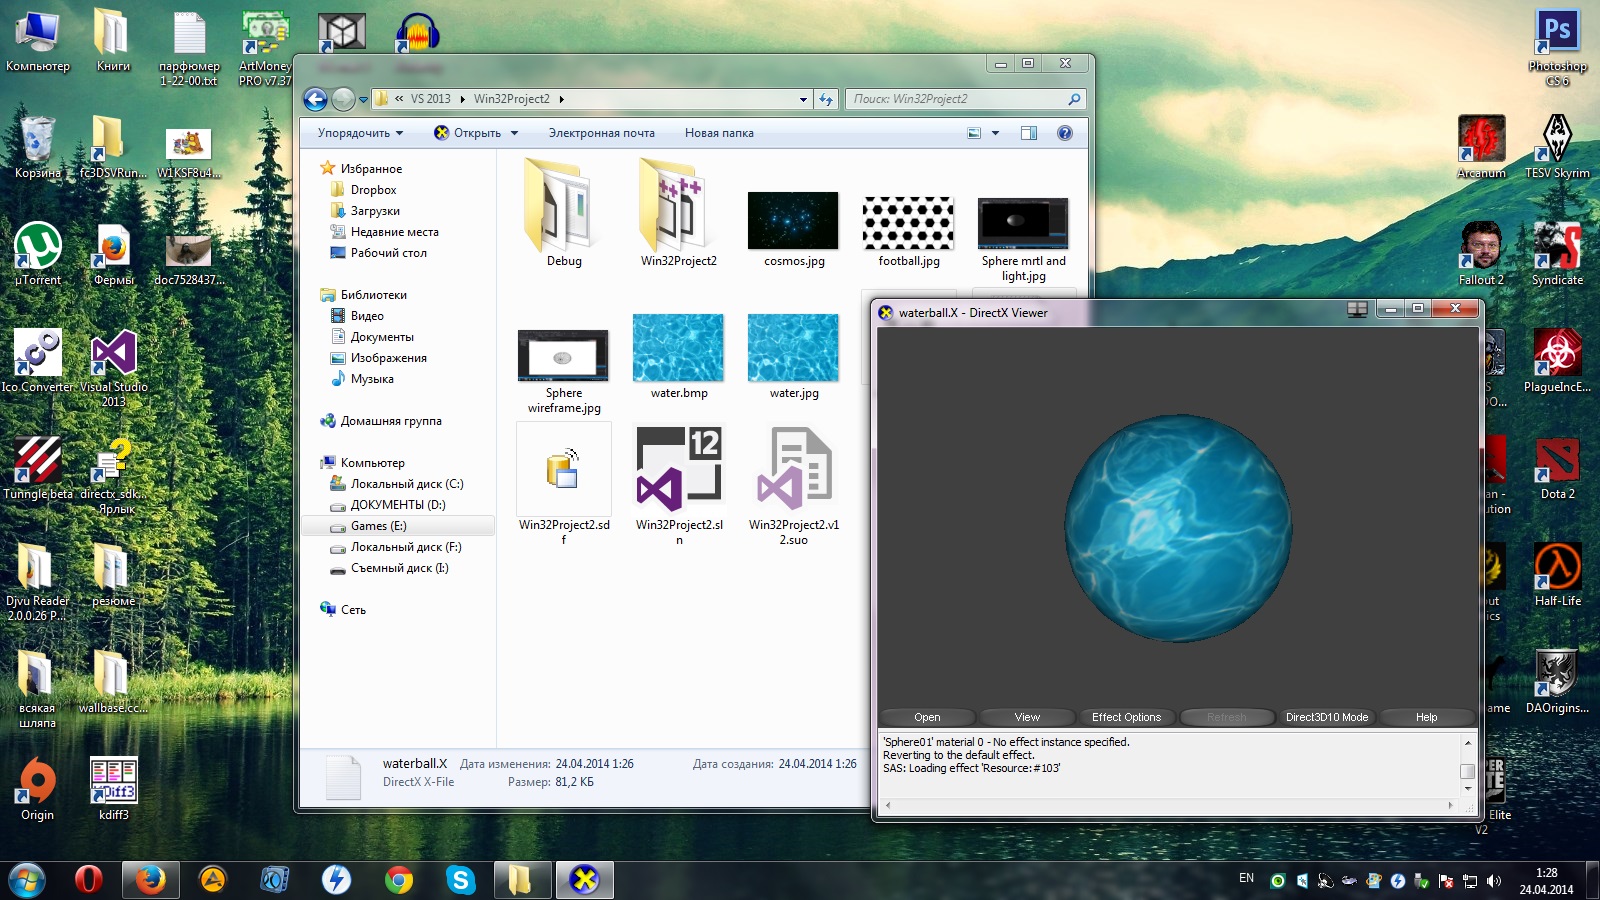 Компьютер
Книги
парфюмер
1-22-00.txt
ArtMoney
PRO v7.37
Корзина
fc3DSVRun...
W1KSF8u4...
µTorrent
Фермы
doc7528437...
Ico Converter
Visual Studio
2013
Tunngle beta
directx_sdk...
- Ярлык
Djvu Reader
2.0.0.26 P...
резюме
всякая
шляпа
wallbase.cc...
Origin
kdiff3
« VS 2013 ▸ Win32Project2 ▸
Поиск: Win32Project2
Упорядочить
Открыть
Электронная почта
Новая папка
Избранное
Dropbox
Загрузки
Недавние места
Рабочий стол
Библиотеки
Видео
Документы
Изображения
Музыка
Домашняя группа
Компьютер
Локальный диск (C:)
ДОКУМЕНТЫ (D:)
Games (E:)
Локальный диск (F:)
Съемный диск (I:)
Сеть
Debug
Win32Project2
cosmos.jpg
football.jpg
Sphere mrtl and
light.jpg
Sphere
wireframe.jpg
water.bmp
water.jpg
12
Win32Project2.sd
f
Win32Project2.sl
n
Win32Project2.v1
2.suo
waterball.X Дата изменения: 24.04.2014 1:26 Дата создания: 24.04.2014 1:26
DirectX X-File Размер: 81,2 КБ
waterball.X - DirectX Viewer
Open
View
Effect Options
Refresh
Direct3D10 Mode
Help
'Sphere01' material 0 - No effect instance specified.
Reverting to the default effect.
SAS: Loading effect 'Resource:#103'
Ps
Photoshop
CS 6
Arcanum
TESV Skyrim
Fallout 2
Syndicate
PlagueIncE...
Dota 2
Half-Life
DAOrigins...
Elite
V2
EN
1:28
24.04.2014